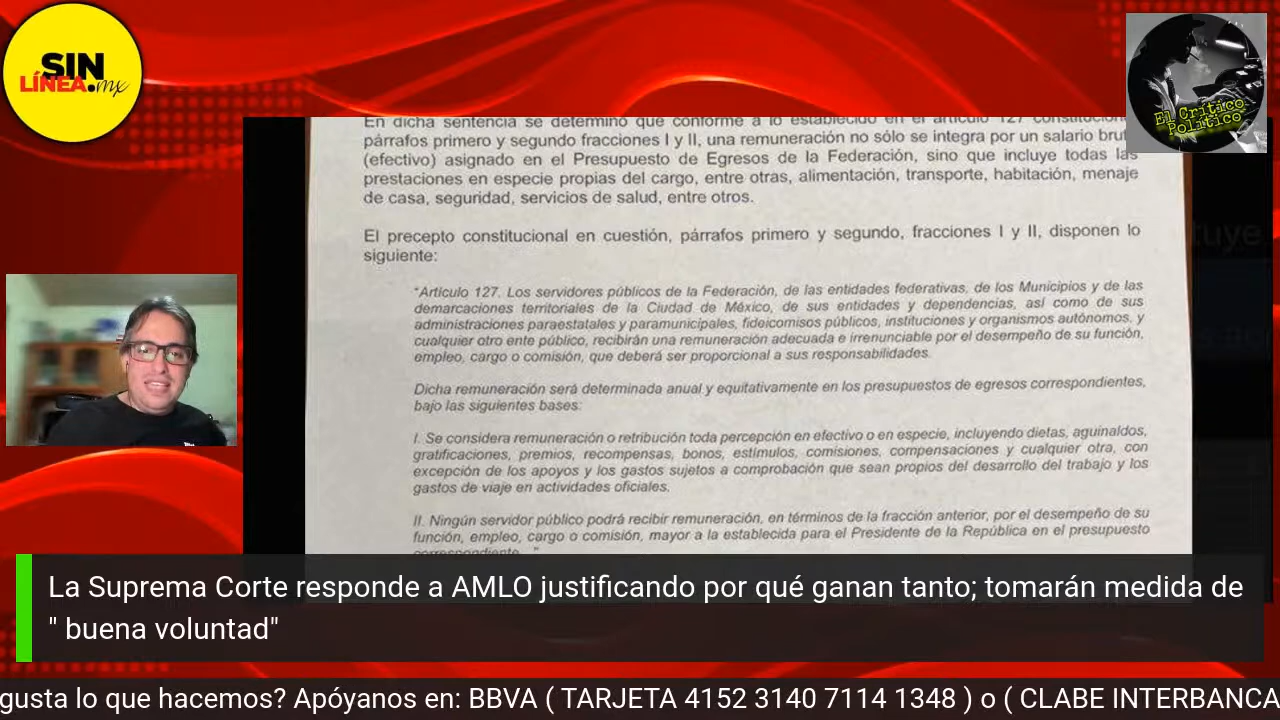 SIN
LÍNEA.mx
El Crítico
Político
En dicha sentencia se determinó que conforme a lo establecido en el artículo 127
párrafos primero y segundo fracciones I y II, una remuneración no sólo se integra por un salario
(efectivo) asignado en el Presupuesto de Egresos de la Federación, sino que incluye todas las
prestaciones en especie propias del cargo, entre otras, alimentación, transporte, habitación, menaje
de casa, seguridad, servicios de salud, entre otros.
El precepto constitucional en cuestión, párrafos primero y segundo, fracciones I y II, disponen lo
siguiente:
"Artículo 127. Los servidores públicos de la Federación, de las entidades federativas, de los Municipios y de las
demarcaciones territoriales de la Ciudad de México, de sus entidades y dependencias, así como de sus
administraciones paraestatales y paramunicipales, fideicomisos públicos, instituciones y organismos autónomos, y
cualquier otro ente público, recibirán una remuneración adecuada e irrenunciable por el desempeño de su función,
empleo, cargo o comisión, que deberá ser proporcional a sus responsabilidades.
Dicha remuneración será determinada anual y equitativamente en los presupuestos de egresos correspondientes,
bajo las siguientes bases:
I. Se considera remuneración o retribución toda percepción en efectivo o en especie, incluyendo dietas, aguinaldos,
gratificaciones, premios, recompensas, bonos, estímulos, comisiones, compensaciones y cualquier otra, con
excepción de los apoyos y los gastos sujetos a comprobación que sean propios del desarrollo del trabajo y los
gastos de viaje en actividades oficiales.
II. Ningún servidor público podrá recibir remuneración, en términos de la fracción anterior, por el desempeño de su
función, empleo, cargo o comisión, mayor a la establecida para el Presidente de la República en el presupuesto
correspondiente. "
La Suprema Corte responde a AMLO justificando por qué ganan tanto; tomarán medida de
" buena voluntad"
gusta lo que hacemos? Apóyanos en: BBVA ( TARJETA 4152 3140 7114 1348 ) o ( CLABE INTERBANCA